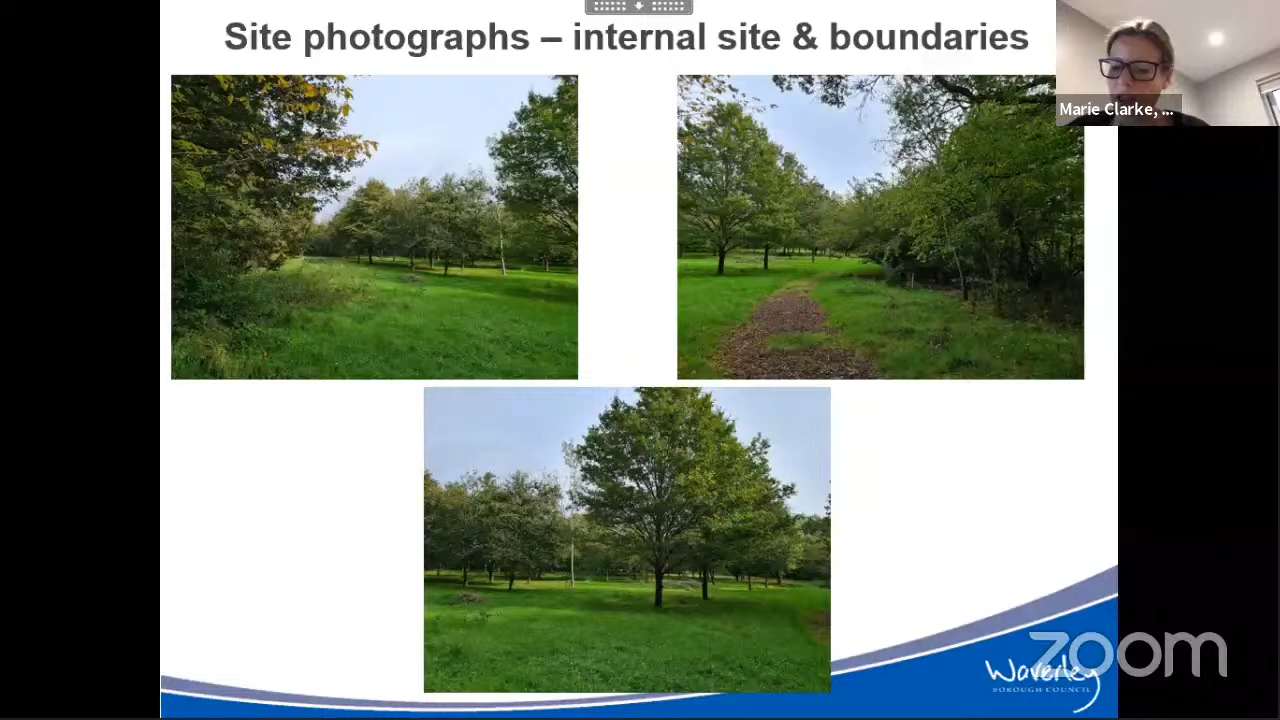 Site photographs – internal site & boundaries
Marie Clarke, ...
zoom
Waverley
BOROUGH COUNCIL